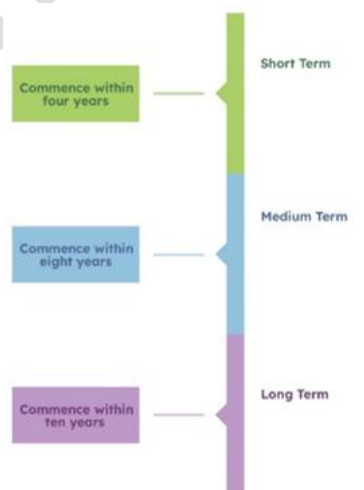 Short Term
Commence within
four years
Medium Term
Commence within
eight years
Long Term
Commence within
ten years